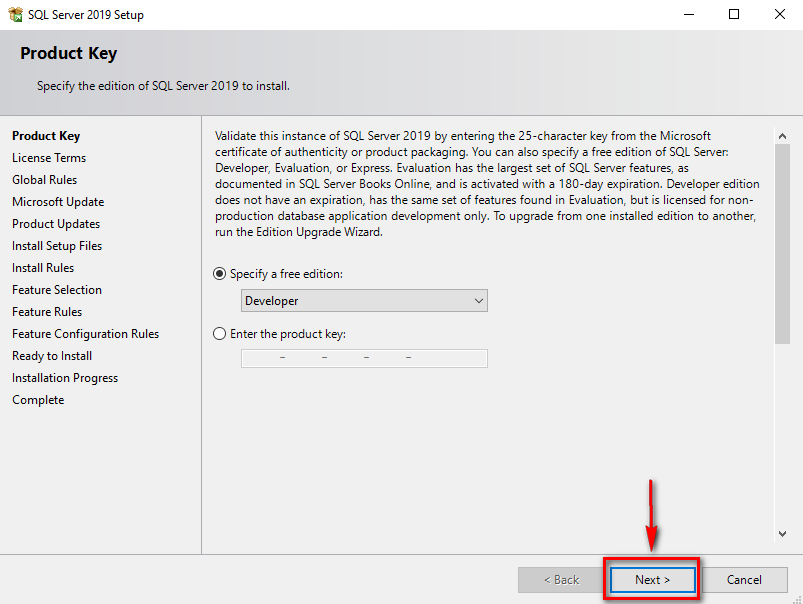 SQL Server 2019 Setup
Product Key
Specify the edition of SQL Server 2019 to install.
Product Key
License Terms
Global Rules
Microsoft Update
Product Updates
Install Setup Files
Install Rules
Feature Selection
Feature Rules
Feature Configuration Rules
Ready to Install
Installation Progress
Complete
Validate this instance of SQL Server 2019 by entering the 25-character key from the Microsoft
certificate of authenticity or product packaging. You can also specify a free edition of SQL Server:
Developer, Evaluation, or Express. Evaluation has the largest set of SQL Server features, as
documented in SQL Server Books Online, and is activated with a 180-day expiration. Developer edition
does not have an expiration, has the same set of features found in Evaluation, but is licensed for non-
production database application development only. To upgrade from one installed edition to another,
run the Edition Upgrade Wizard.
Specify a free edition:
Developer
Enter the product key:
- - - -
< Back
Next >
Cancel